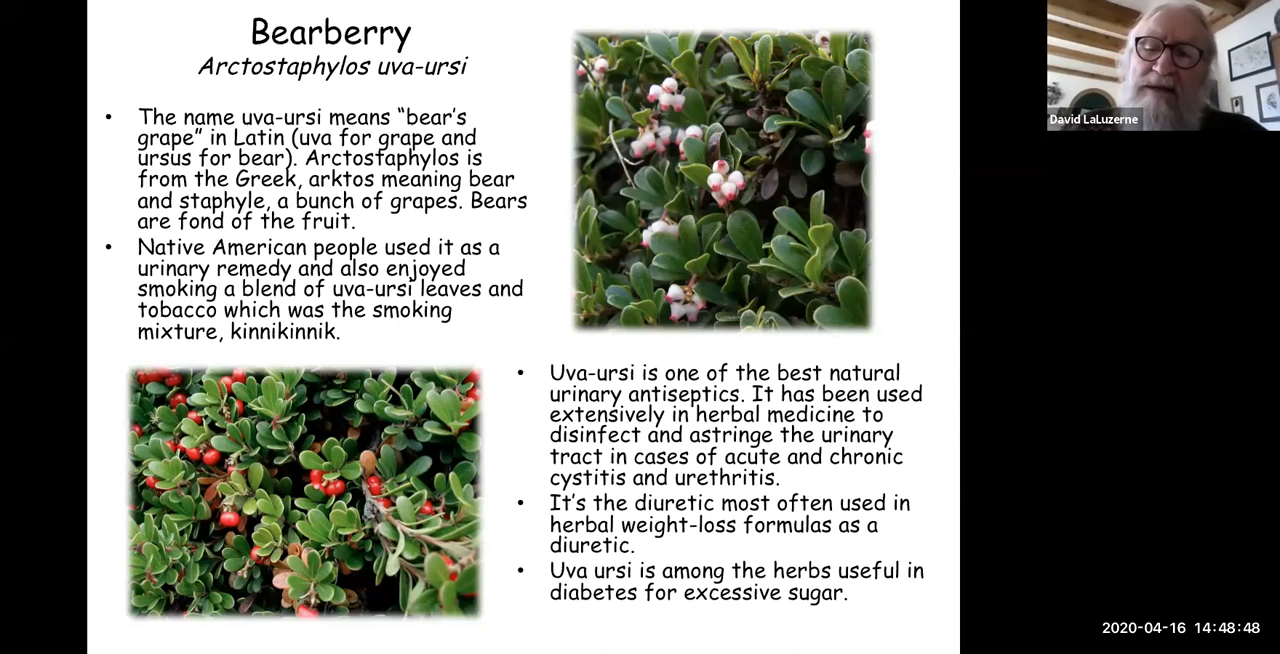 Bearberry
Arctostaphylos uva-ursi
• The name uva-ursi means “bear’s
grape” in Latin (uva for grape and
ursus for bear). Arctostaphylos is
from the Greek, arktos meaning bear
and staphyle, a bunch of grapes. Bears
are fond of the fruit.
• Native American people used it as a
urinary remedy and also enjoyed
smoking a blend of uva-ursi leaves and
tobacco which was the smoking
mixture, kinnikinnik.
• Uva-ursi is one of the best natural
urinary antiseptics. It has been used
extensively in herbal medicine to
disinfect and astringe the urinary
tract in cases of acute and chronic
cystitis and urethritis.
• It’s the diuretic most often used in
herbal weight-loss formulas as a
diuretic.
• Uva ursi is among the herbs useful in
diabetes for excessive sugar.
David LaLuzerne
2020-04-16 14:48:48